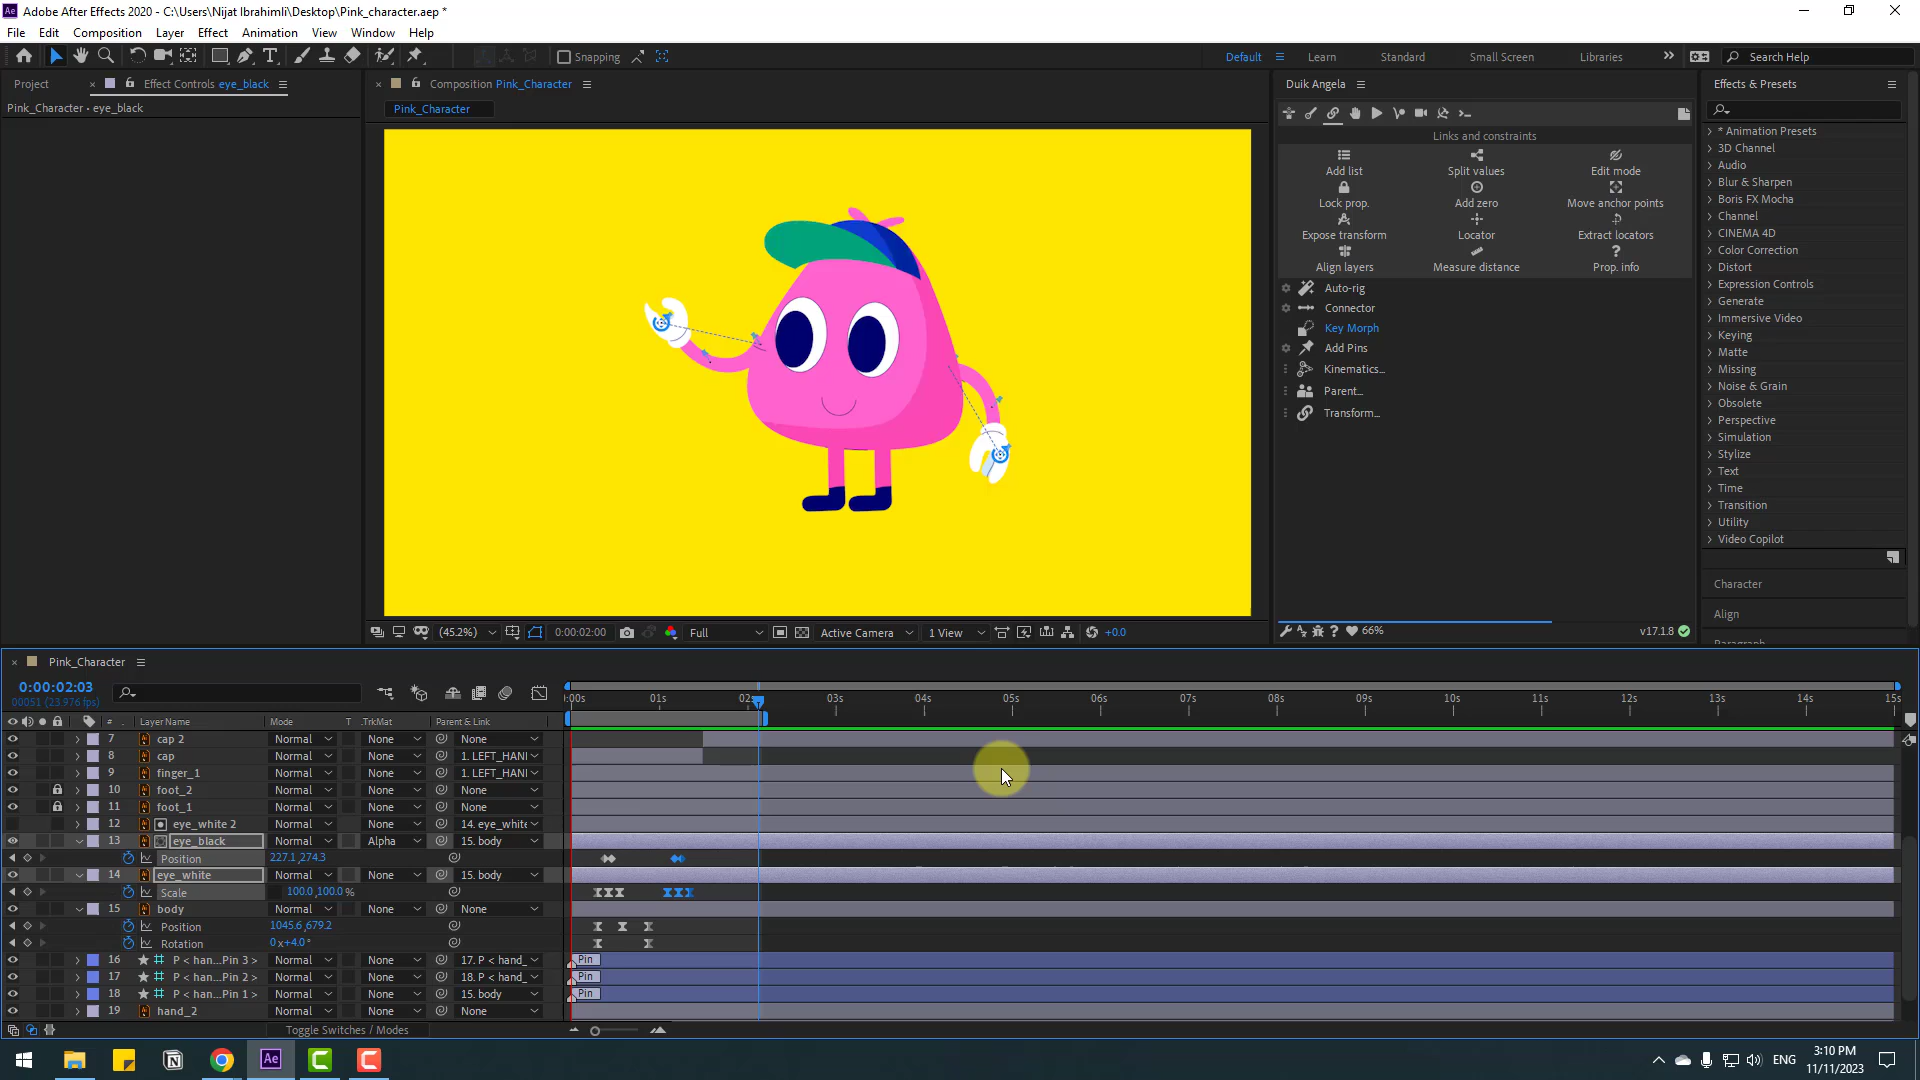 Adobe After Effects 2020 - C:\Users\Nijat Ibrahimli\Desktop\Pink_character.aep *
File Edit Composition Layer Effect Animation View Window Help
Snapping Default Learn Standard Small Screen Libraries Search Help
Project Effect Controls eye_black Composition Pink_Character Duik Angela Effects & Presets
Pink_Character • eye_black
Pink_Character
Links and constraints
Add list Split values Edit mode
Lock prop. Add zero Move anchor points
Expose transform Locator Extract locators
Align layers Measure distance Prop. info
Auto-rig
Connector
Key Morph
Add Pins
Kinematics...
Parent...
Transform...
* Animation Presets
3D Channel
Audio
Blur & Sharpen
Boris FX Mocha
Channel
CINEMA 4D
Color Correction
Distort
Expression Controls
Generate
Immersive Video
Keying
Matte
Missing
Noise & Grain
Obsolete
Perspective
Simulation
Stylize
Text
Time
Transition
Utility
Video Copilot
Character
Align
Paragraph
(45.2%) 0:00:02:00 Full Active Camera 1 View +0.0
66% v17.1.8
Pink_Character
0:00:02:03
00051 (23.976 fps)
:00s 01s 02s 03s 04s 05s 06s 07s 08s 09s 10s 11s 12s 13s 14s 15s
# Layer Name Mode T .TrkMat Parent & Link
7 cap 2 Normal None None
8 cap Normal None 1. LEFT_HANI
9 finger_1 Normal None 1. LEFT_HANI
10 foot_2 Normal None None
11 foot_1 Normal None None
12 eye_white 2 Normal None 14. eye_white
13 eye_black Normal Alpha 15. body
Position 227.1,274.3
14 eye_white Normal None 15. body
Scale 100.0,100.0%
15 body Normal None None
Position 1045.6,679.2
Rotation 0x+4.0°
16 P < han...Pin 3 > Normal None 17. P < hand_ Pin
17 P < han...Pin 2 > Normal None 18. P < hand_ Pin
18 P < han...Pin 1 > Normal None 15. body Pin
19 hand_2 Normal None None
Toggle Switches / Modes
Ae ENG 3:10 PM
11/11/2023